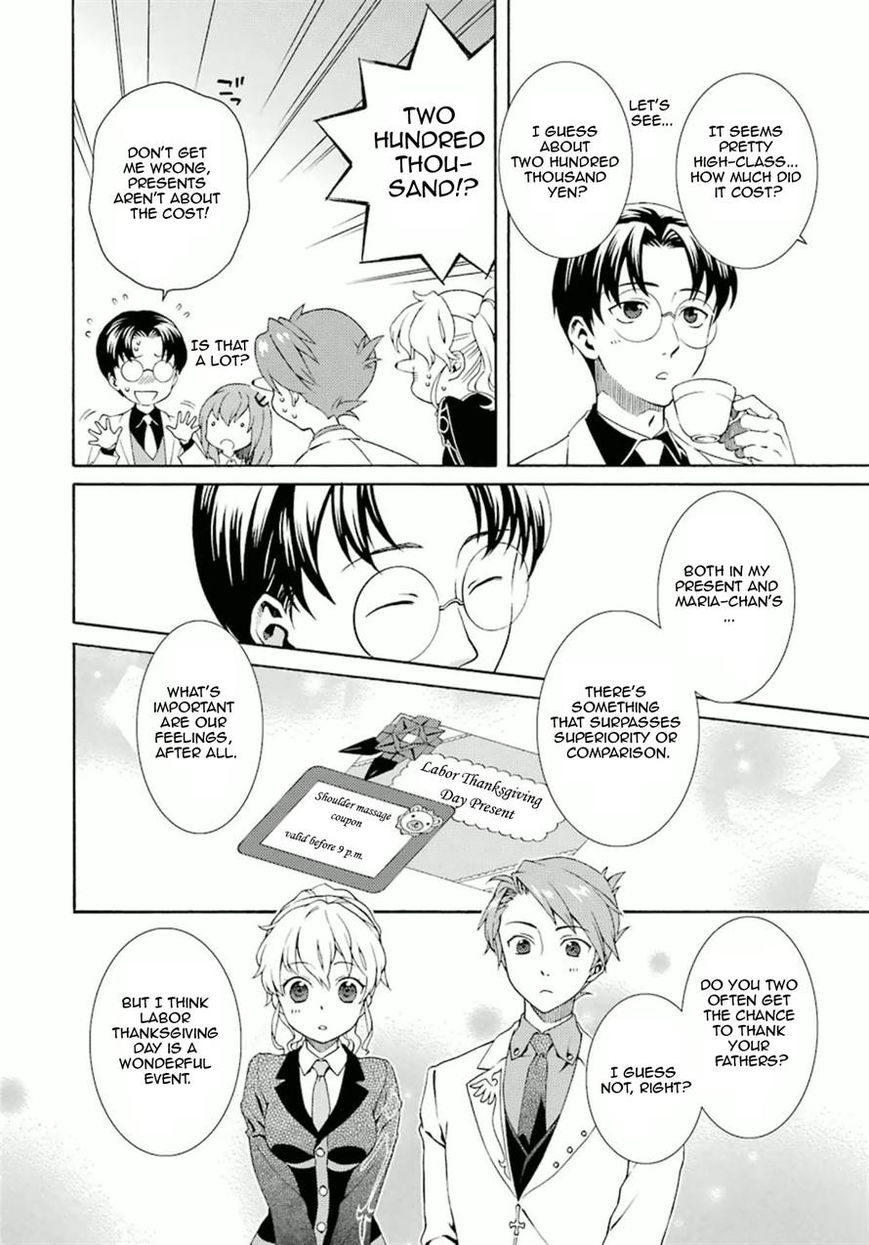 IT SEEMS
PRETTY
HIGH-CLASS...
HOW MUCH DID
IT COST?
LET'S
SEE...
I GUESS
ABOUT
TWO HUNDRED
THOUSAND
YEN?
TWO
HUNDRED
THOU-
SAND!?
DON'T GET
ME WRONG,
PRESENTS
AREN'T ABOUT
THE COST!
IS THAT
A LOT?
BOTH IN MY
PRESENT AND
MARIA-CHAN'S
...
THERE'S
SOMETHING
THAT SURPASSES
SUPERIORITY OR
COMPARISON.
WHAT'S
IMPORTANT
ARE OUR
FEELINGS,
AFTER ALL.
Labor Thanksgiving
Day Present
Shoulder massage
coupon
valid before 9 p.m.
DO YOU TWO
OFTEN GET
THE CHANCE
TO THANK
YOUR
FATHERS?
I GUESS
NOT, RIGHT?
BUT I THINK
LABOR
THANKSGIVING
DAY IS A
WONDERFUL
EVENT.